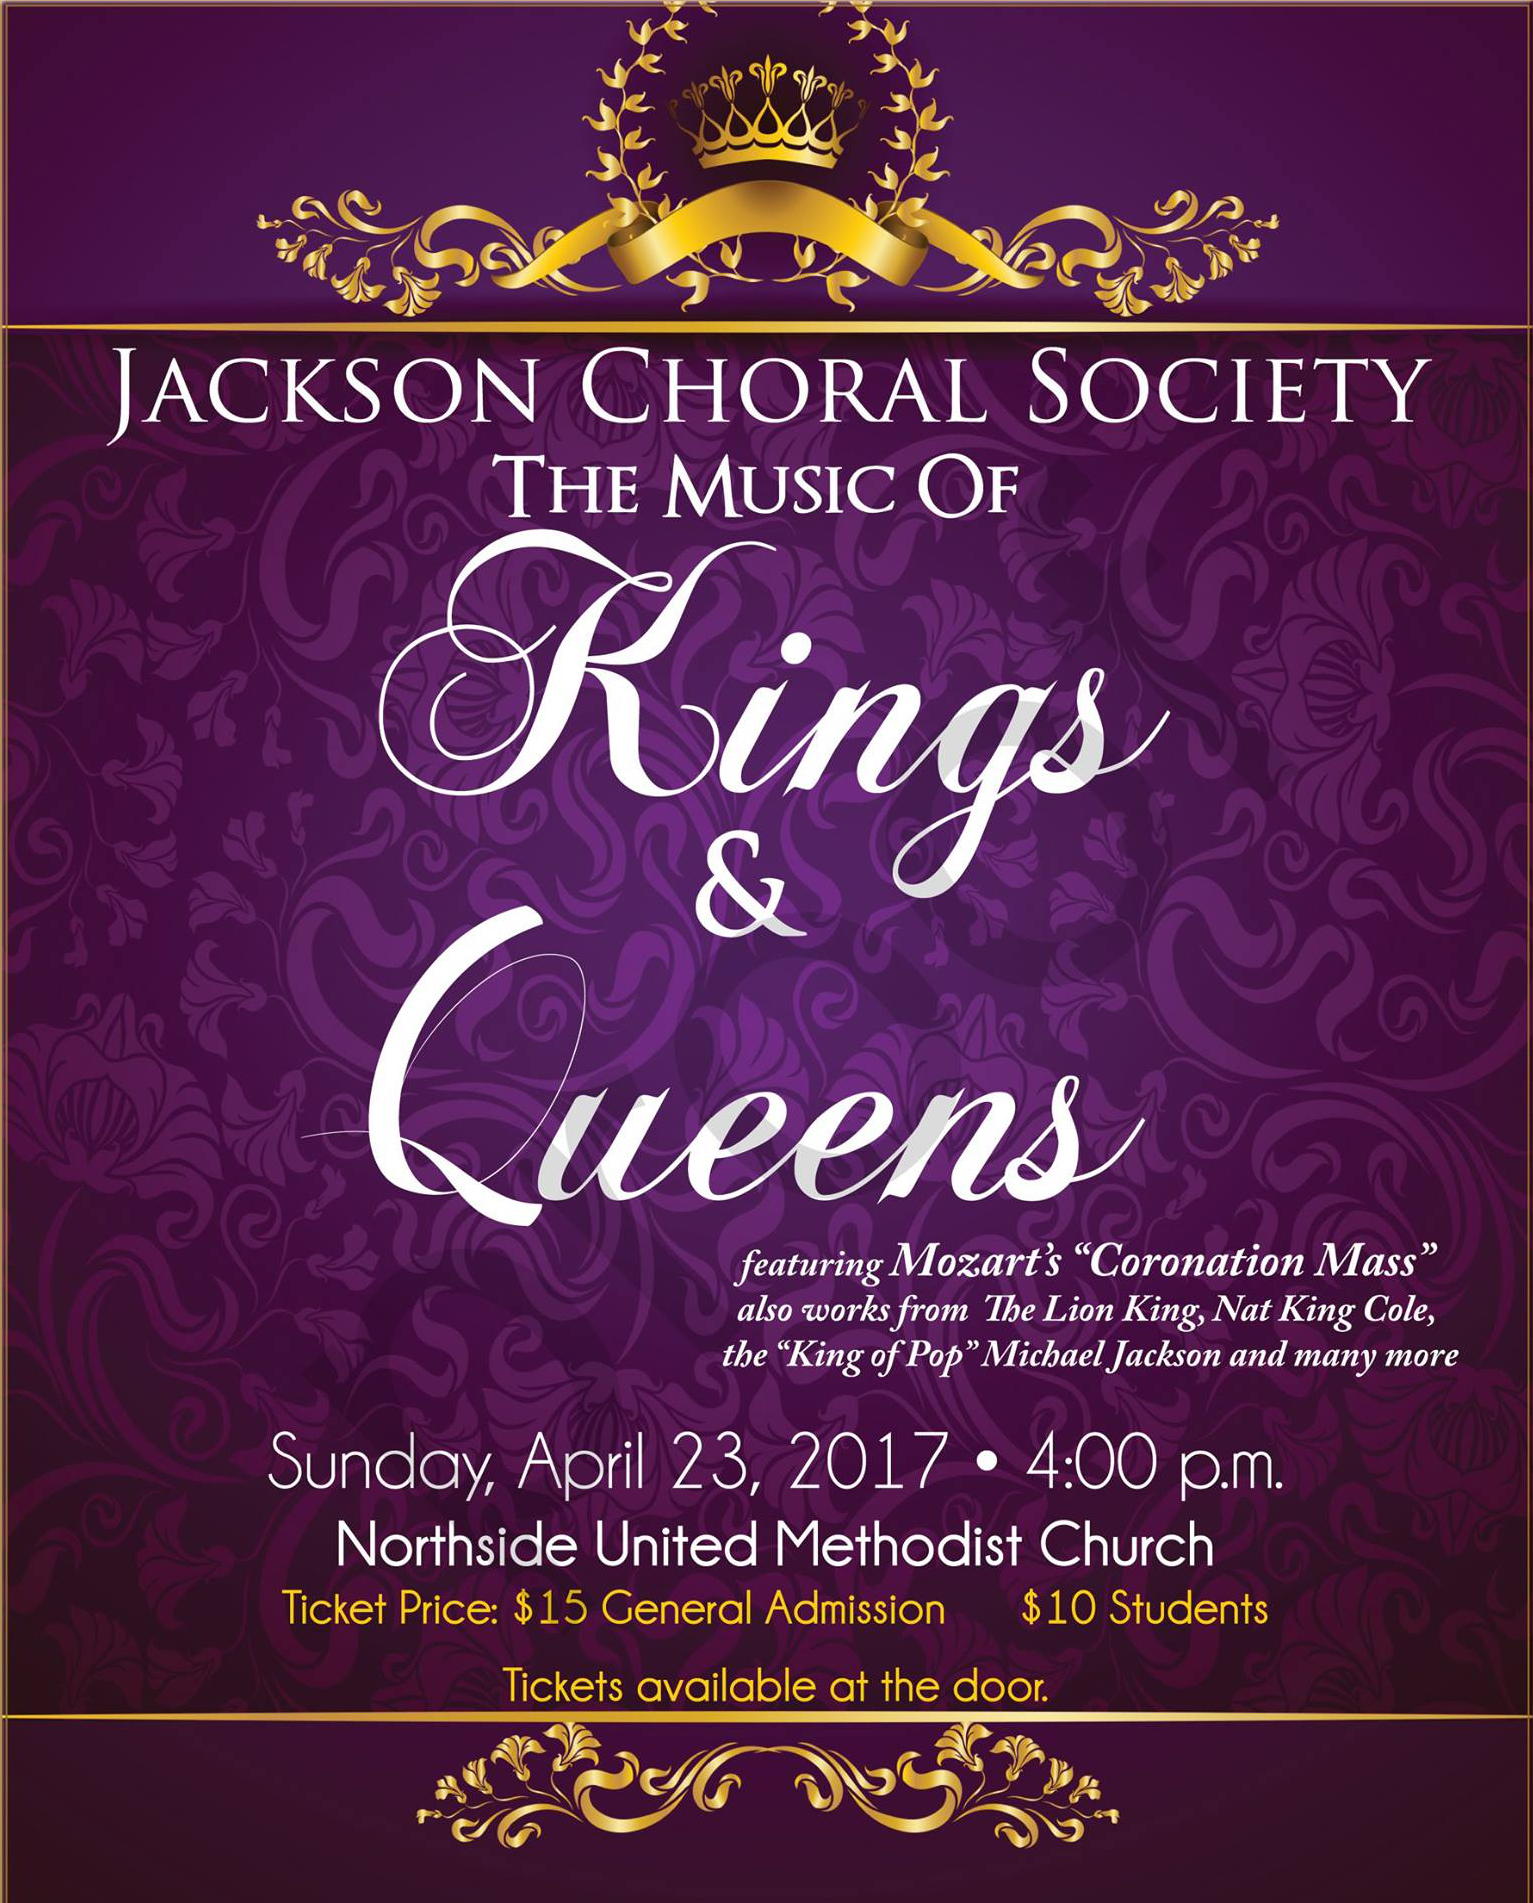 Jackson Choral Society
The Music Of
Kings
&
Queens
featuring Mozart's “Coronation Mass”
also works from The Lion King, Nat King Cole,
the “King of Pop” Michael Jackson and many more
Sunday, April 23, 2017 • 4:00 p.m.
Northside United Methodist Church
Ticket Price: $15 General Admission $10 Students
Tickets available at the door.